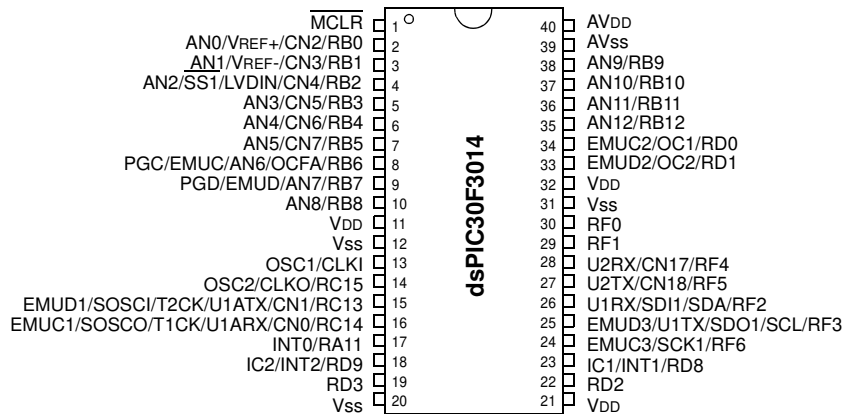 MCLR 1 40 AVDD
AN0/VREF+/CN2/RB0 2 39 AVss
AN1/VREF-/CN3/RB1 3 38 AN9/RB9
AN2/SS1/LVDIN/CN4/RB2 4 37 AN10/RB10
AN3/CN5/RB3 5 36 AN11/RB11
AN4/CN6/RB4 6 35 AN12/RB12
AN5/CN7/RB5 7 34 EMUC2/OC1/RD0
PGC/EMUC/AN6/OCFA/RB6 8 33 EMUD2/OC2/RD1
PGD/EMUD/AN7/RB7 9 32 VDD
AN8/RB8 10 31 Vss
VDD 11 30 RF0
Vss 12 29 RF1
OSC1/CLKI 13 28 U2RX/CN17/RF4
OSC2/CLKO/RC15 14 27 U2TX/CN18/RF5
EMUD1/SOSCI/T2CK/U1ATX/CN1/RC13 15 26 U1RX/SDI1/SDA/RF2
EMUC1/SOSCO/T1CK/U1ARX/CN0/RC14 16 25 EMUD3/U1TX/SDO1/SCL/RF3
INT0/RA11 17 24 EMUC3/SCK1/RF6
IC2/INT2/RD9 18 23 IC1/INT1/RD8
RD3 19 22 RD2
Vss 20 21 VDD
dsPIC30F3014